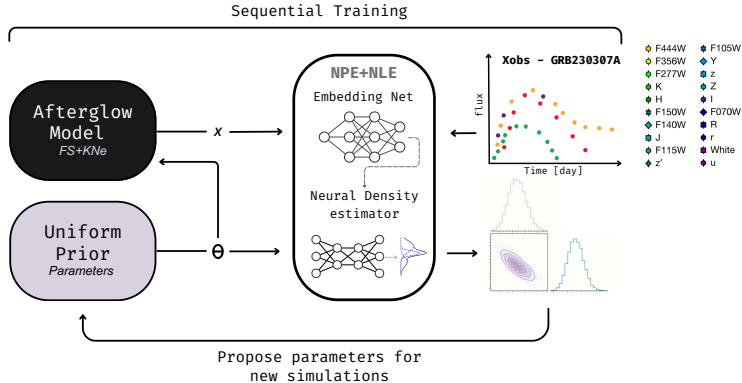 Sequential Training
Afterglow
Model
FS+KNe
x
Uniform
Prior
Parameters
θ
NPE+NLE
Embedding Net
Neural Density
estimator
Xobs - GRB230307A
flux
Time [day]
F444W
F356W
F277W
K
H
F150W
F140W
J
F115W
z'
F105W
Y
z
Z
I
F070W
R
r
White
u
Propose parameters for
new simulations